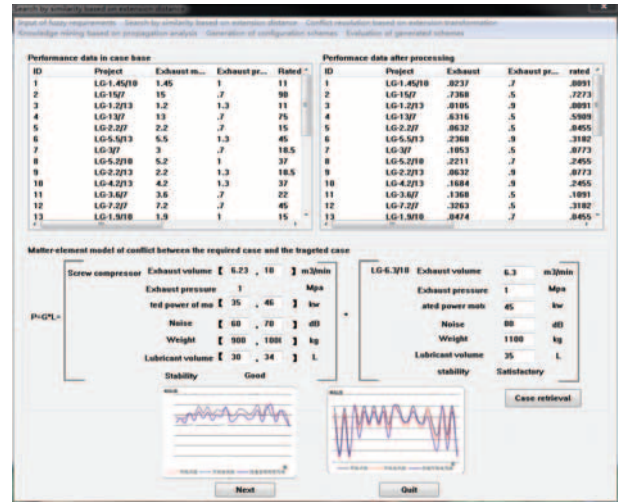 Search by similarity based on extension distance
Input of fuzzy requirements Search by similarity based on extension distance Conflict resolution based on extension transformation
Knowledge mining based on propagation analysis Generation of configuration schemes Evaluation of generated schemes
Performance data in case base Performace data after processing
ID Project Exhaust m... Exhaust pr... Rated ID Project Exhaust Exhaust pr... rated
1 LG-1.45/10 1.45 1 11 1 LG-1.45/10 .0237 .7 .0091
2 LG-15/7 15 .7 90 2 LG-15/7 .7368 .5 .7273
3 LG-1.2/13 1.2 1.3 11 3 LG-1.2/13 .0105 .9 .0091
4 LG-13/7 13 .7 75 4 LG-13/7 .6316 .5 .5909
5 LG-2.2/7 2.2 .7 15 5 LG-2.2/7 .0632 .5 .0455
6 LG-5.5/13 5.5 1.3 45 6 LG-5.5/13 .2368 .9 .3182
7 LG-3/7 3 .7 18.5 7 LG-3/7 .1053 .5 .0773
8 LG-5.2/10 5.2 1 37 8 LG-5.2/10 .2211 .7 .2455
9 LG-2.2/13 2.2 1.3 18.5 9 LG-2.2/13 .0632 .9 .0773
10 LG-4.2/13 4.2 1.3 37 10 LG-4.2/13 .1684 .9 .2455
11 LG-3.6/7 3.6 .7 22 11 LG-3.6/7 .1368 .5 .1091
12 LG-7.2/7 7.2 .7 45 12 LG-7.2/7 .3263 .5 .3182
13 LG-1.9/10 1.9 1 15 13 LG-1.9/10 .0474 .7 .0455
Matter-element model of conflict between the required case and the trageted case
Screw compressor Exhaust volume 【 6.23 , 10 】 m3/min LG-6.3/10 Exhaust volume 6.3 m3/min
Exhaust pressure 1 Mpa Exhaust pressure 1 Mpa
ted power of mo 【 35 , 46 】 kw ated power mot 45 kw
P=G*L= Noise 【 60 , 70 】 dB * Noise 80 dB
Weight 【 900 , 100 】 kg Weight 1100 kg
Lubricant volume 【 30 , 34 】 L Lubricant volume 35 L
Stability Good stability Satisfactory
Case retrieval
Next Quit